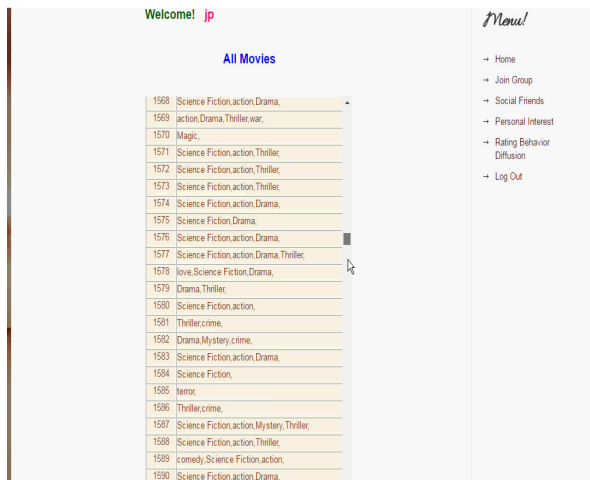 Welcome! jp
All Movies
1568 Science Fiction,action,Drama,
1569 action,Drama,Thriller,war,
1570 Magic,
1571 Science Fiction,action,Thriller,
1572 Science Fiction,action,Thriller,
1573 Science Fiction,action,Thriller,
1574 Science Fiction,action,Drama,
1575 Science Fiction,Drama,
1576 Science Fiction,action,Drama,
1577 Science Fiction,action,Drama,Thriller,
1578 love,Science Fiction,Drama,
1579 Drama,Thriller,
1580 Science Fiction,action,
1581 Thriller,crime,
1582 Drama,Mystery,crime,
1583 Science Fiction,action,Drama,
1584 Science Fiction,
1585 terror,
1586 Thriller,crime,
1587 Science Fiction,action,Mystery,Thriller,
1588 Science Fiction,action,Thriller,
1589 comedy,Science Fiction,action,
1590 Science Fiction,action,Drama,
Menu!
→ Home
→ Join Group
→ Social Friends
→ Personal Interest
→ Rating Behavior
Diffusion
→ Log Out